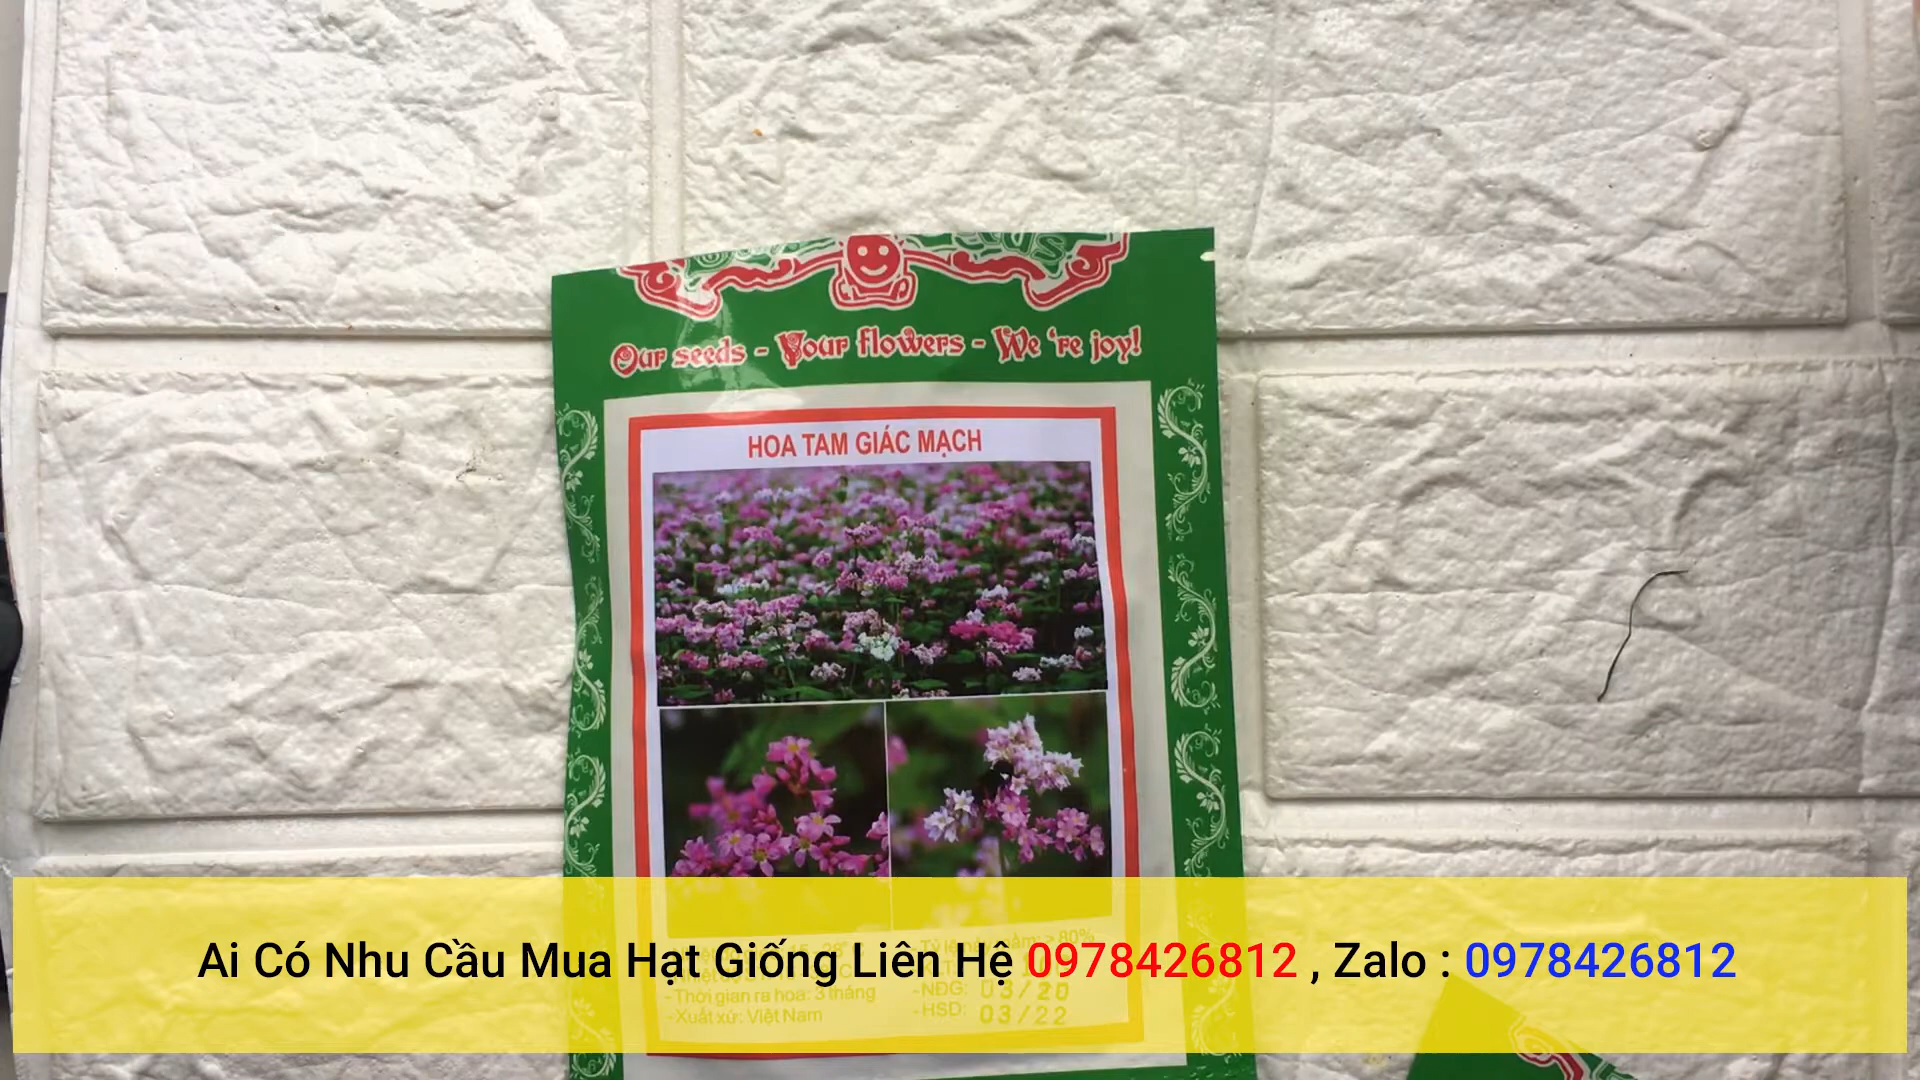 Our seeds - Your flowers - We 're joy!
HOA TAM GIÁC MẠCH
Ai Có Nhu Cầu Mua Hạt Giống Liên Hệ 0978426812 , Zalo : 0978426812
- Thời gian ra hoa: 3 tháng
- NĐG: 03/20
- Xuất xứ: Việt Nam
- HSD: 03/22